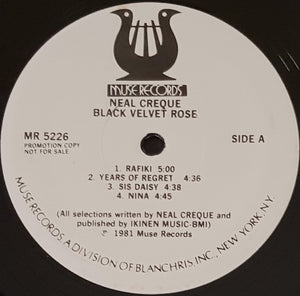 MUSE RECORDS
NEAL CREQUE
BLACK VELVET ROSE
MR 5226
PROMOTION COPY
NOT FOR SALE.
SIDE A
1. RAFIKI 5:00
2. YEARS OF REGRET 4:36
3. SIS DAISY 4:38
4. NINA 4:45
(All selections written by NEAL CREQUE and
published by IKINEN MUSIC-BMI)
℗ 1981 Muse Records
MUSE RECORDS A DIVISION OF BLANCHRIS, INC., NEW YORK, N.Y.